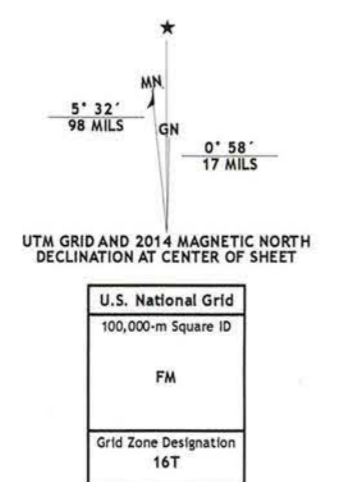 ★
MN
5° 32′
98 MILS
GN
0° 58′
17 MILS
UTM GRID AND 2014 MAGNETIC NORTH
DECLINATION AT CENTER OF SHEET
U.S. National Grid
100,000-m Square ID
FM
Grid Zone Designation
16T